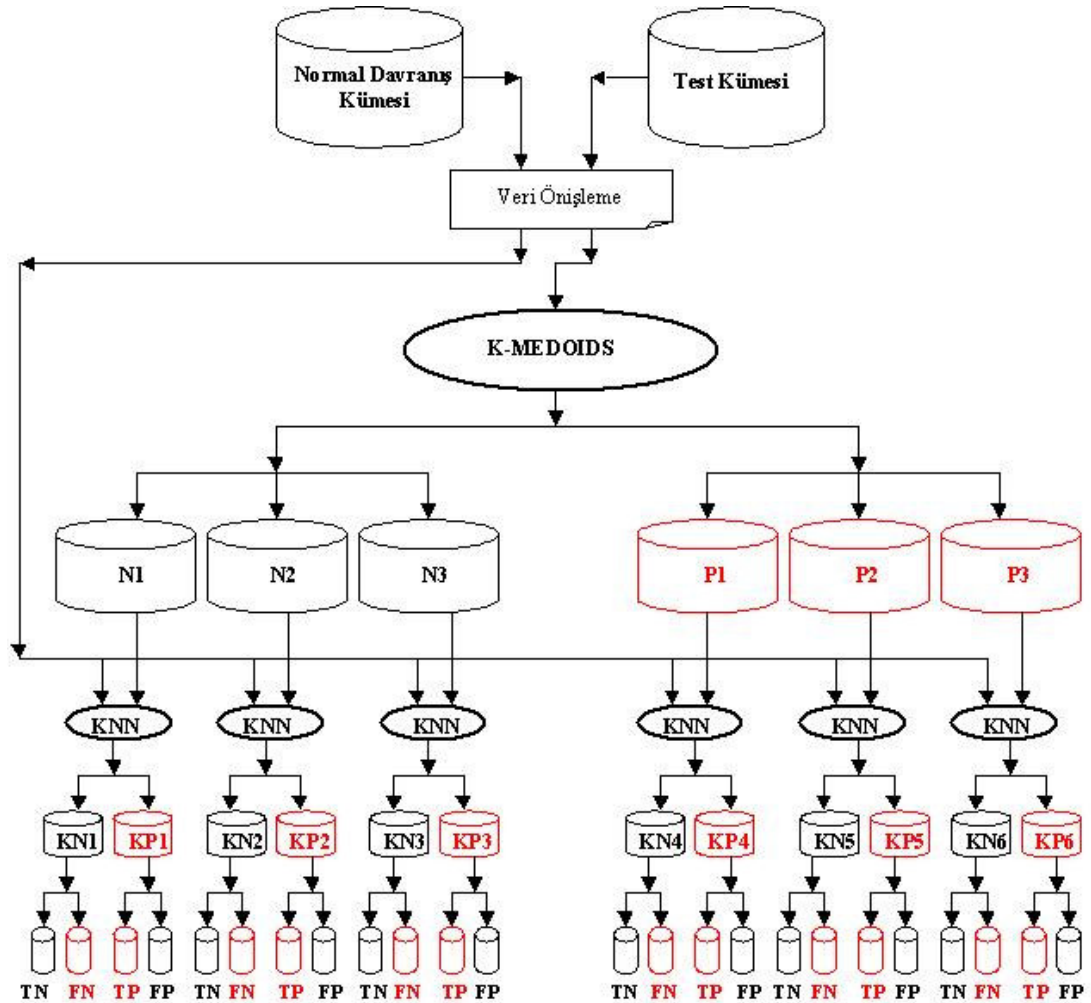 Normal Davranış
Kümesi
Test Kümesi
Veri Önişleme
K-MEDOIDS
N1 N2 N3 P1 P2 P3
KNN KNN KNN KNN KNN KNN
KN1 KP1 KN2 KP2 KN3 KP3 KN4 KP4 KN5 KP5 KN6 KP6
TN FN TP FP TN FN TP FP TN FN TP FP TN FN TP FP TN FN TP FP TN FN TP FP